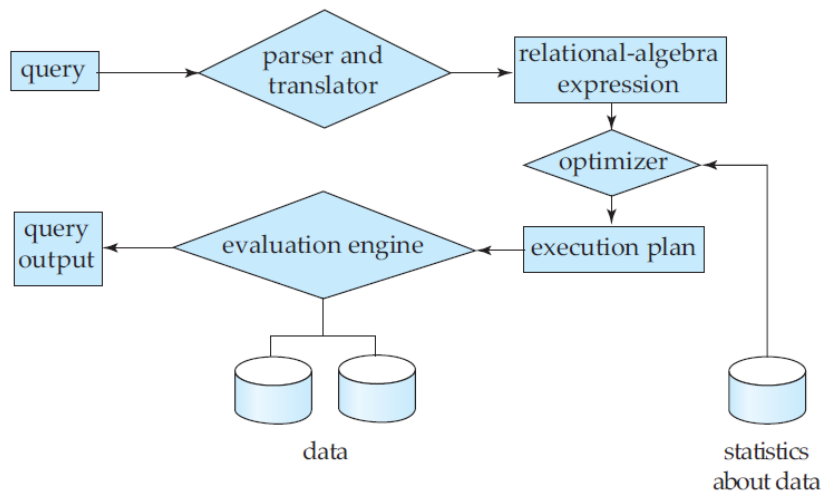 query
parser and
translator
relational-algebra
expression
optimizer
query
output
evaluation engine
execution plan
data
statistics
about data